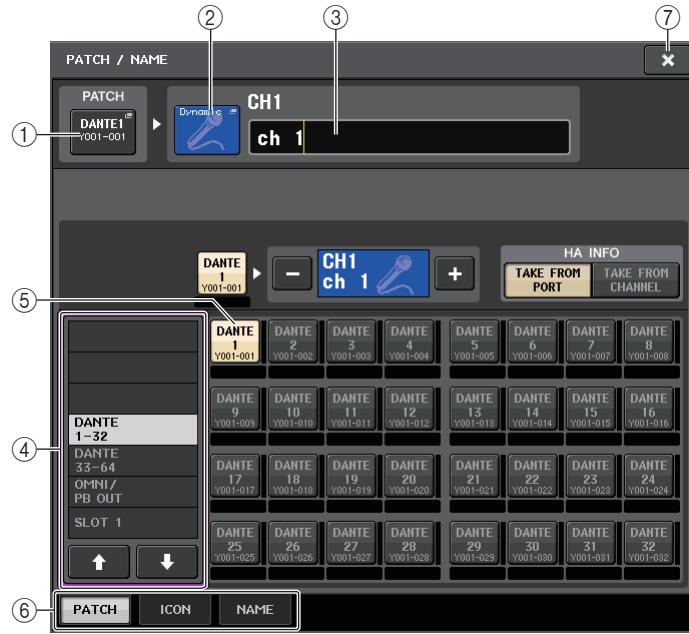 ② ③ ⑦
PATCH / NAME
PATCH
DANTE1
Y001-001
①
Dynamic
CH1
ch 1
DANTE
1
Y001-001
CH1
ch 1
HA INFO
TAKE FROM
PORT
TAKE FROM
CHANNEL
⑤
④
DANTE
1-32
DANTE
33-64
OMNI/
PB OUT
SLOT 1
DANTE DANTE DANTE DANTE DANTE DANTE DANTE DANTE
1 2 3 4 5 6 7 8
Y001-001 Y001-002 Y001-003 Y001-004 Y001-005 Y001-006 Y001-007 Y001-008
DANTE DANTE DANTE DANTE DANTE DANTE DANTE DANTE
9 10 11 12 13 14 15 16
Y001-009 Y001-010 Y001-011 Y001-012 Y001-013 Y001-014 Y001-015 Y001-016
DANTE DANTE DANTE DANTE DANTE DANTE DANTE DANTE
17 18 19 20 21 22 23 24
Y001-017 Y001-018 Y001-019 Y001-020 Y001-021 Y001-022 Y001-023 Y001-024
DANTE DANTE DANTE DANTE DANTE DANTE DANTE DANTE
25 26 27 28 29 30 31 32
Y001-025 Y001-026 Y001-027 Y001-028 Y001-029 Y001-030 Y001-031 Y001-032
⑥
PATCH ICON NAME